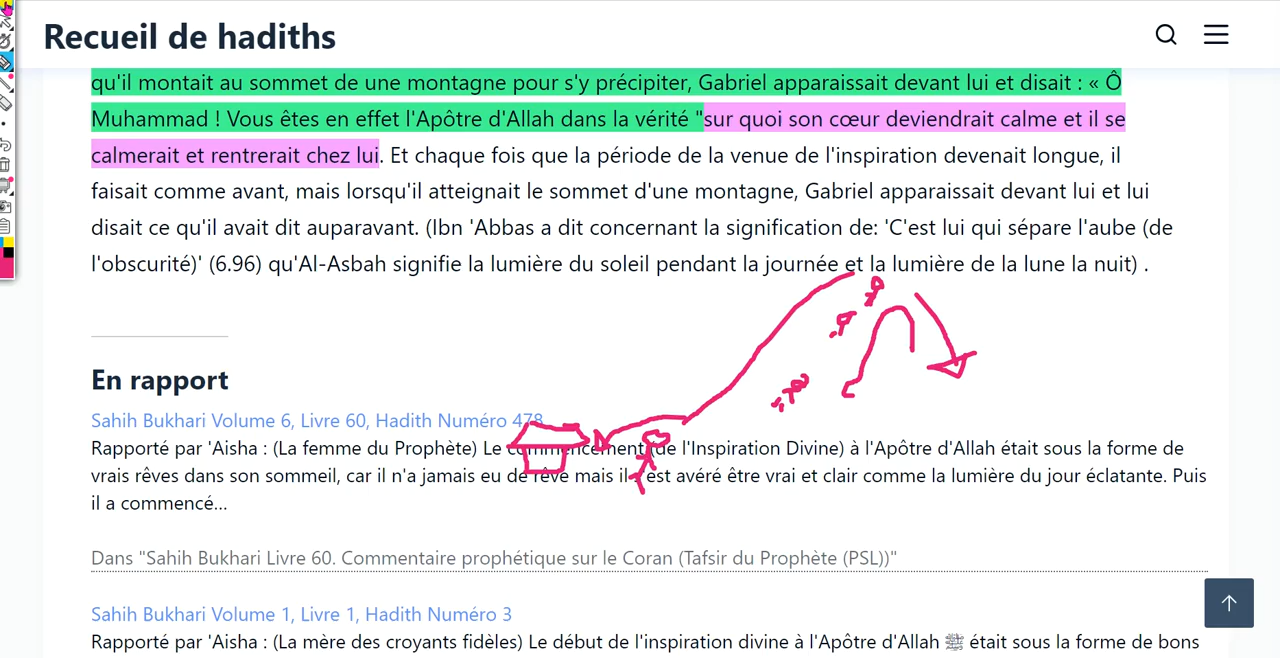 Recueil de hadiths
qu'il montait au sommet de une montagne pour s'y précipiter, Gabriel apparaissait devant lui et disait : « Ô
Muhammad ! Vous êtes en effet l'Apôtre d'Allah dans la vérité "sur quoi son cœur deviendrait calme et il se
calmerait et rentrerait chez lui. Et chaque fois que la période de la venue de l'inspiration devenait longue, il
faisait comme avant, mais lorsqu'il atteignait le sommet d'une montagne, Gabriel apparaissait devant lui et lui
disait ce qu'il avait dit auparavant. (Ibn 'Abbas a dit concernant la signification de: 'C'est lui qui sépare l'aube (de
l'obscurité)' (6.96) qu'Al-Asbah signifie la lumière du soleil pendant la journée et la lumière de la lune la nuit) .
En rapport
Sahih Bukhari Volume 6, Livre 60, Hadith Numéro 478
Rapporté par 'Aisha : (La femme du Prophète) Le commencement (de l'Inspiration Divine) à l'Apôtre d'Allah était sous la forme de
vrais rêves dans son sommeil, car il n'a jamais eu de rêve mais il s'est avéré être vrai et clair comme la lumière du jour éclatante. Puis
il a commencé...
Dans "Sahih Bukhari Livre 60. Commentaire prophétique sur le Coran (Tafsir du Prophète (PSL))"
Sahih Bukhari Volume 1, Livre 1, Hadith Numéro 3
Rapporté par 'Aisha : (La mère des croyants fidèles) Le début de l'inspiration divine à l'Apôtre d'Allah ﷺ était sous la forme de bons